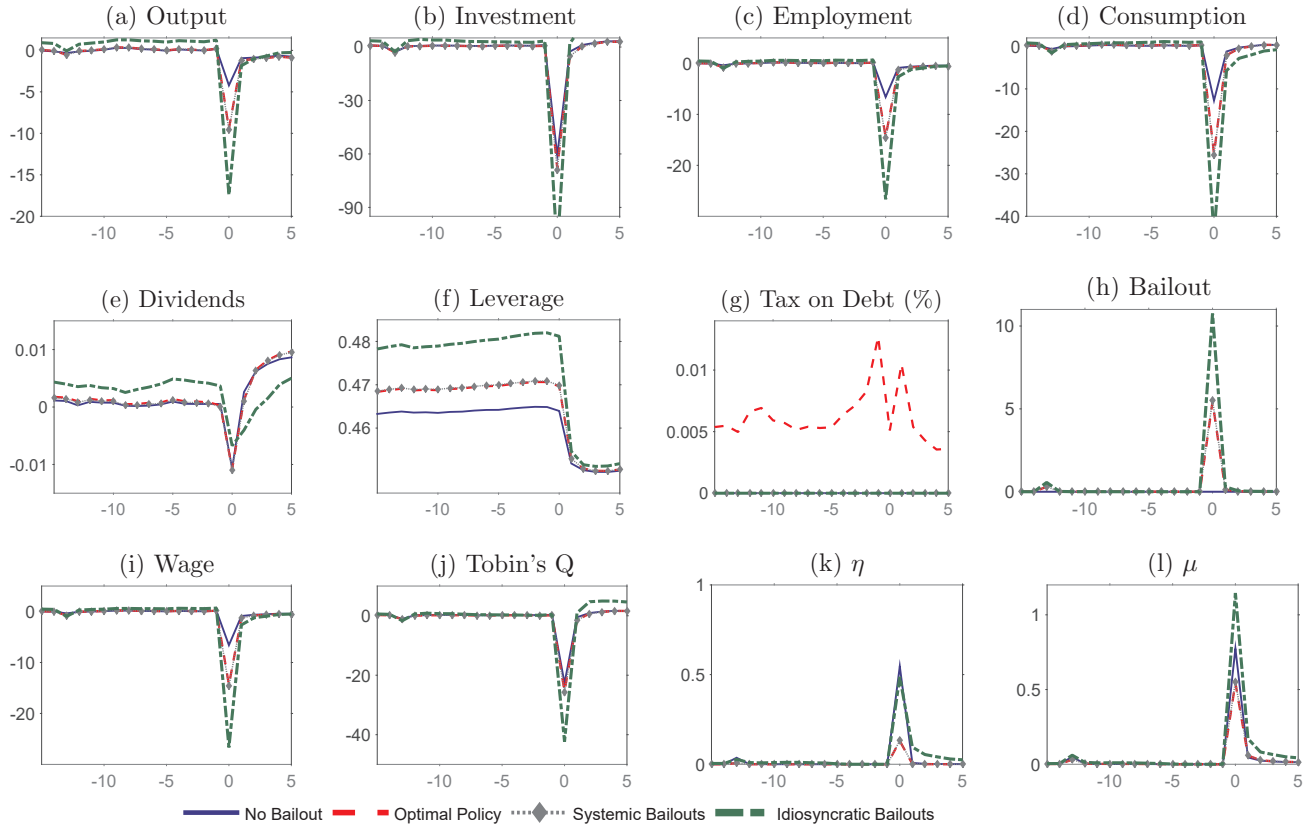 (a) Output (b) Investment (c) Employment (d) Consumption
0 -5 -10 -15 -20
-10 -5 0 5
0 -30 -60 -90
-10 -5 0 5
0 -10 -20
-10 -5 0 5
0 -10 -20 -30 -40
-10 -5 0 5
(e) Dividends (f) Leverage (g) Tax on Debt (%) (h) Bailout
0.01 0 -0.01
-10 -5 0 5
0.48 0.47 0.46
-10 -5 0 5
0.01 0.005 0
-10 -5 0 5
10 5 0
-10 -5 0 5
(i) Wage (j) Tobin's Q (k) η (l) μ
0 -10 -20
-10 -5 0 5
0 -20 -40
-10 -5 0 5
1 0.5 0
-10 -5 0 5
1 0.5 0
-10 -5 0 5
No Bailout Optimal Policy Systemic Bailouts Idiosyncratic Bailouts